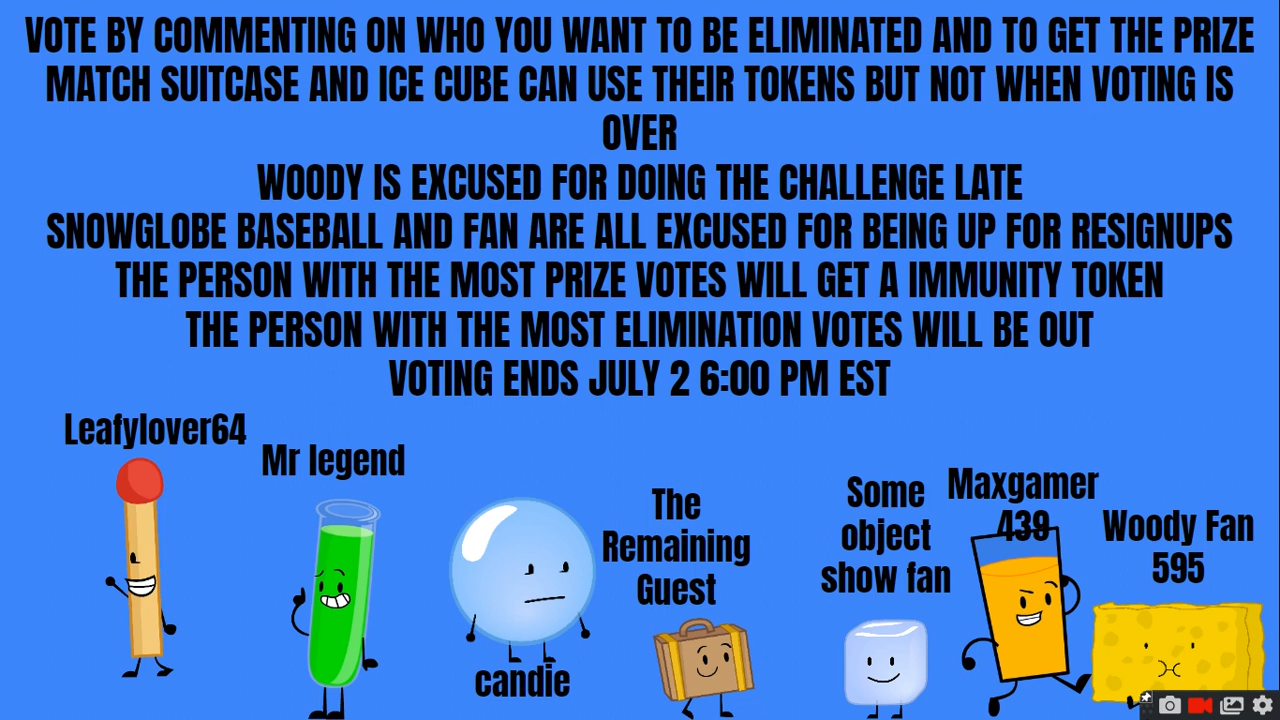 VOTE BY COMMENTING ON WHO YOU WANT TO BE ELIMINATED AND TO GET THE PRIZE
MATCH SUITCASE AND ICE CUBE CAN USE THEIR TOKENS BUT NOT WHEN VOTING IS
OVER
WOODY IS EXCUSED FOR DOING THE CHALLENGE LATE
SNOWGLOBE BASEBALL AND FAN ARE ALL EXCUSED FOR BEING UP FOR RESIGNUPS
THE PERSON WITH THE MOST PRIZE VOTES WILL GET A IMMUNITY TOKEN
THE PERSON WITH THE MOST ELIMINATION VOTES WILL BE OUT
VOTING ENDS JULY 2 6:00 PM EST
Leafylover64
Mr legend
candie
The
Remaining
Guest
Some
object
show fan
Maxgamer
439
Woody Fan
595